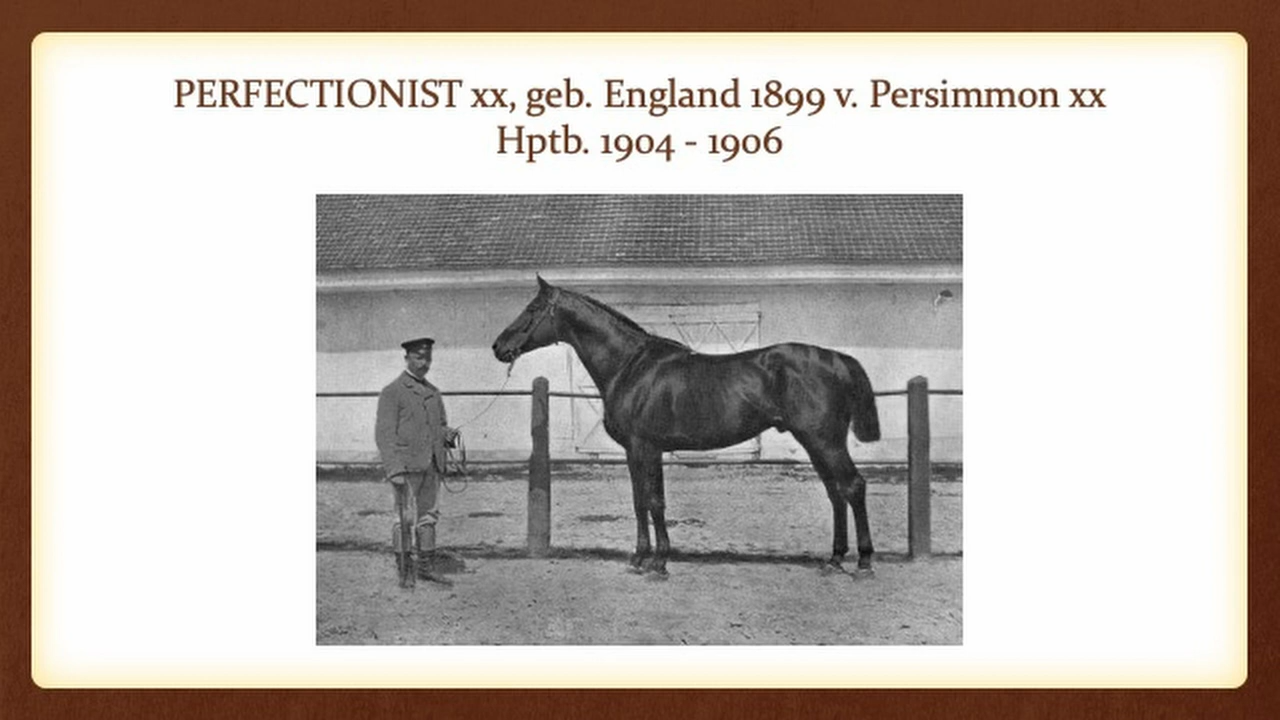 PERFECTIONIST xx, geb. England 1899 v. Persimmon xx
Hptb. 1904 - 1906